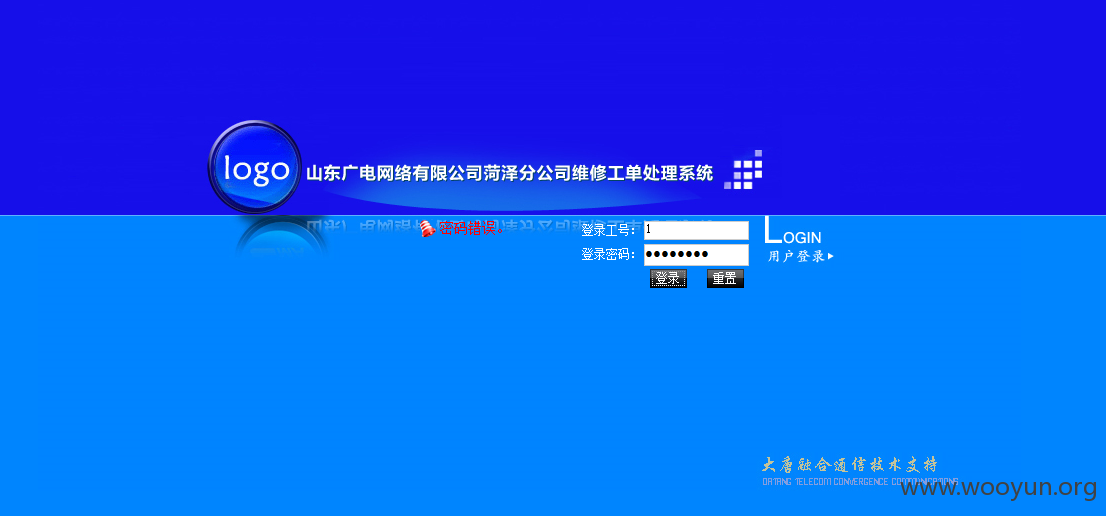 logo
山东广电网络有限公司菏泽分公司维修工单处理系统
密码错误。
登录工号： 1
登录密码： ●●●●●●●●
登录 重置
LOGIN
用户登录
大唐融合通信技术支持
DATANG TELECOM CONVERGENCE COMMUNICATIONS
www.wooyun.org